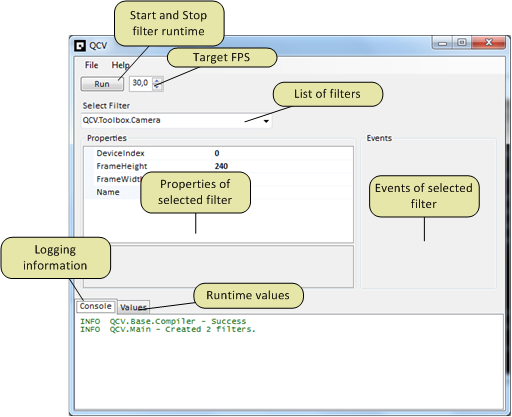 Start and Stop
filter runtime
QCV
Target FPS
File Help
Run 30,0
List of filters
Select Filter
QCV.Toolbox.Camera
Properties
Events
DeviceIndex 0
FrameHeight 240
FrameWidth
Name
Properties of
selected filter
Events of selected
filter
Logging
information
Runtime values
Console Values
INFO QCV.Base.Compiler - Success
INFO QCV.Main - Created 2 filters.